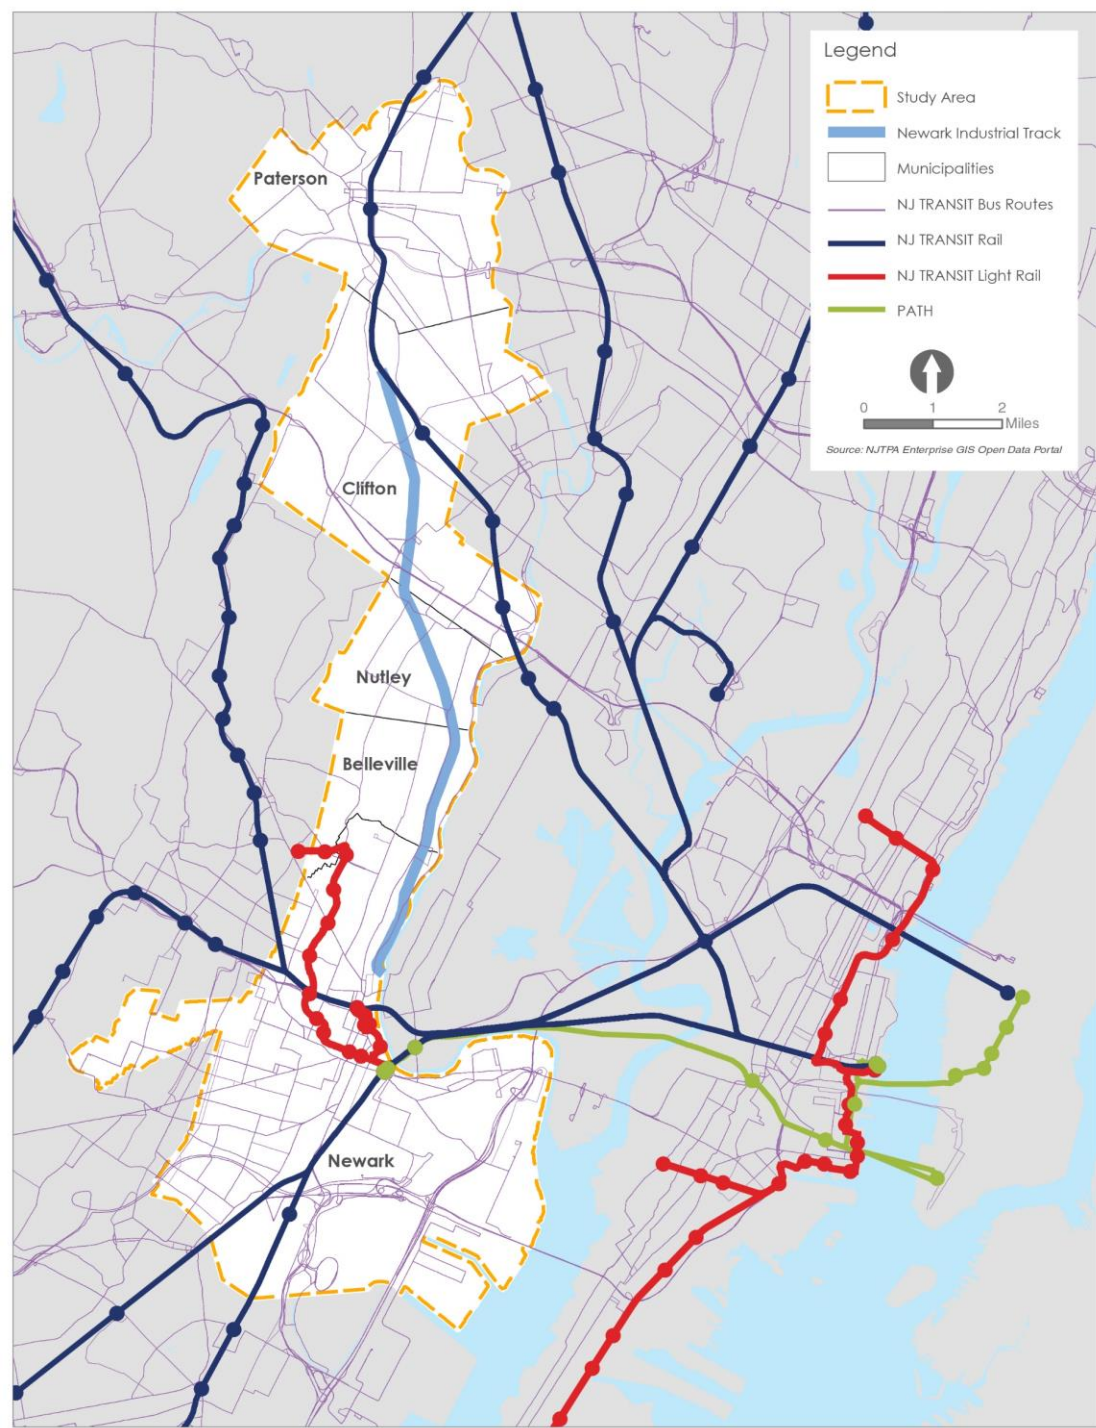 Legend
Study Area
Newark Industrial Track
Municipalities
NJ TRANSIT Bus Routes
NJ TRANSIT Rail
NJ TRANSIT Light Rail
PATH
0 1 2
Miles
Source: NJTPA Enterprise GIS Open Data Portal
Paterson
Clifton
Nutley
Belleville
Newark